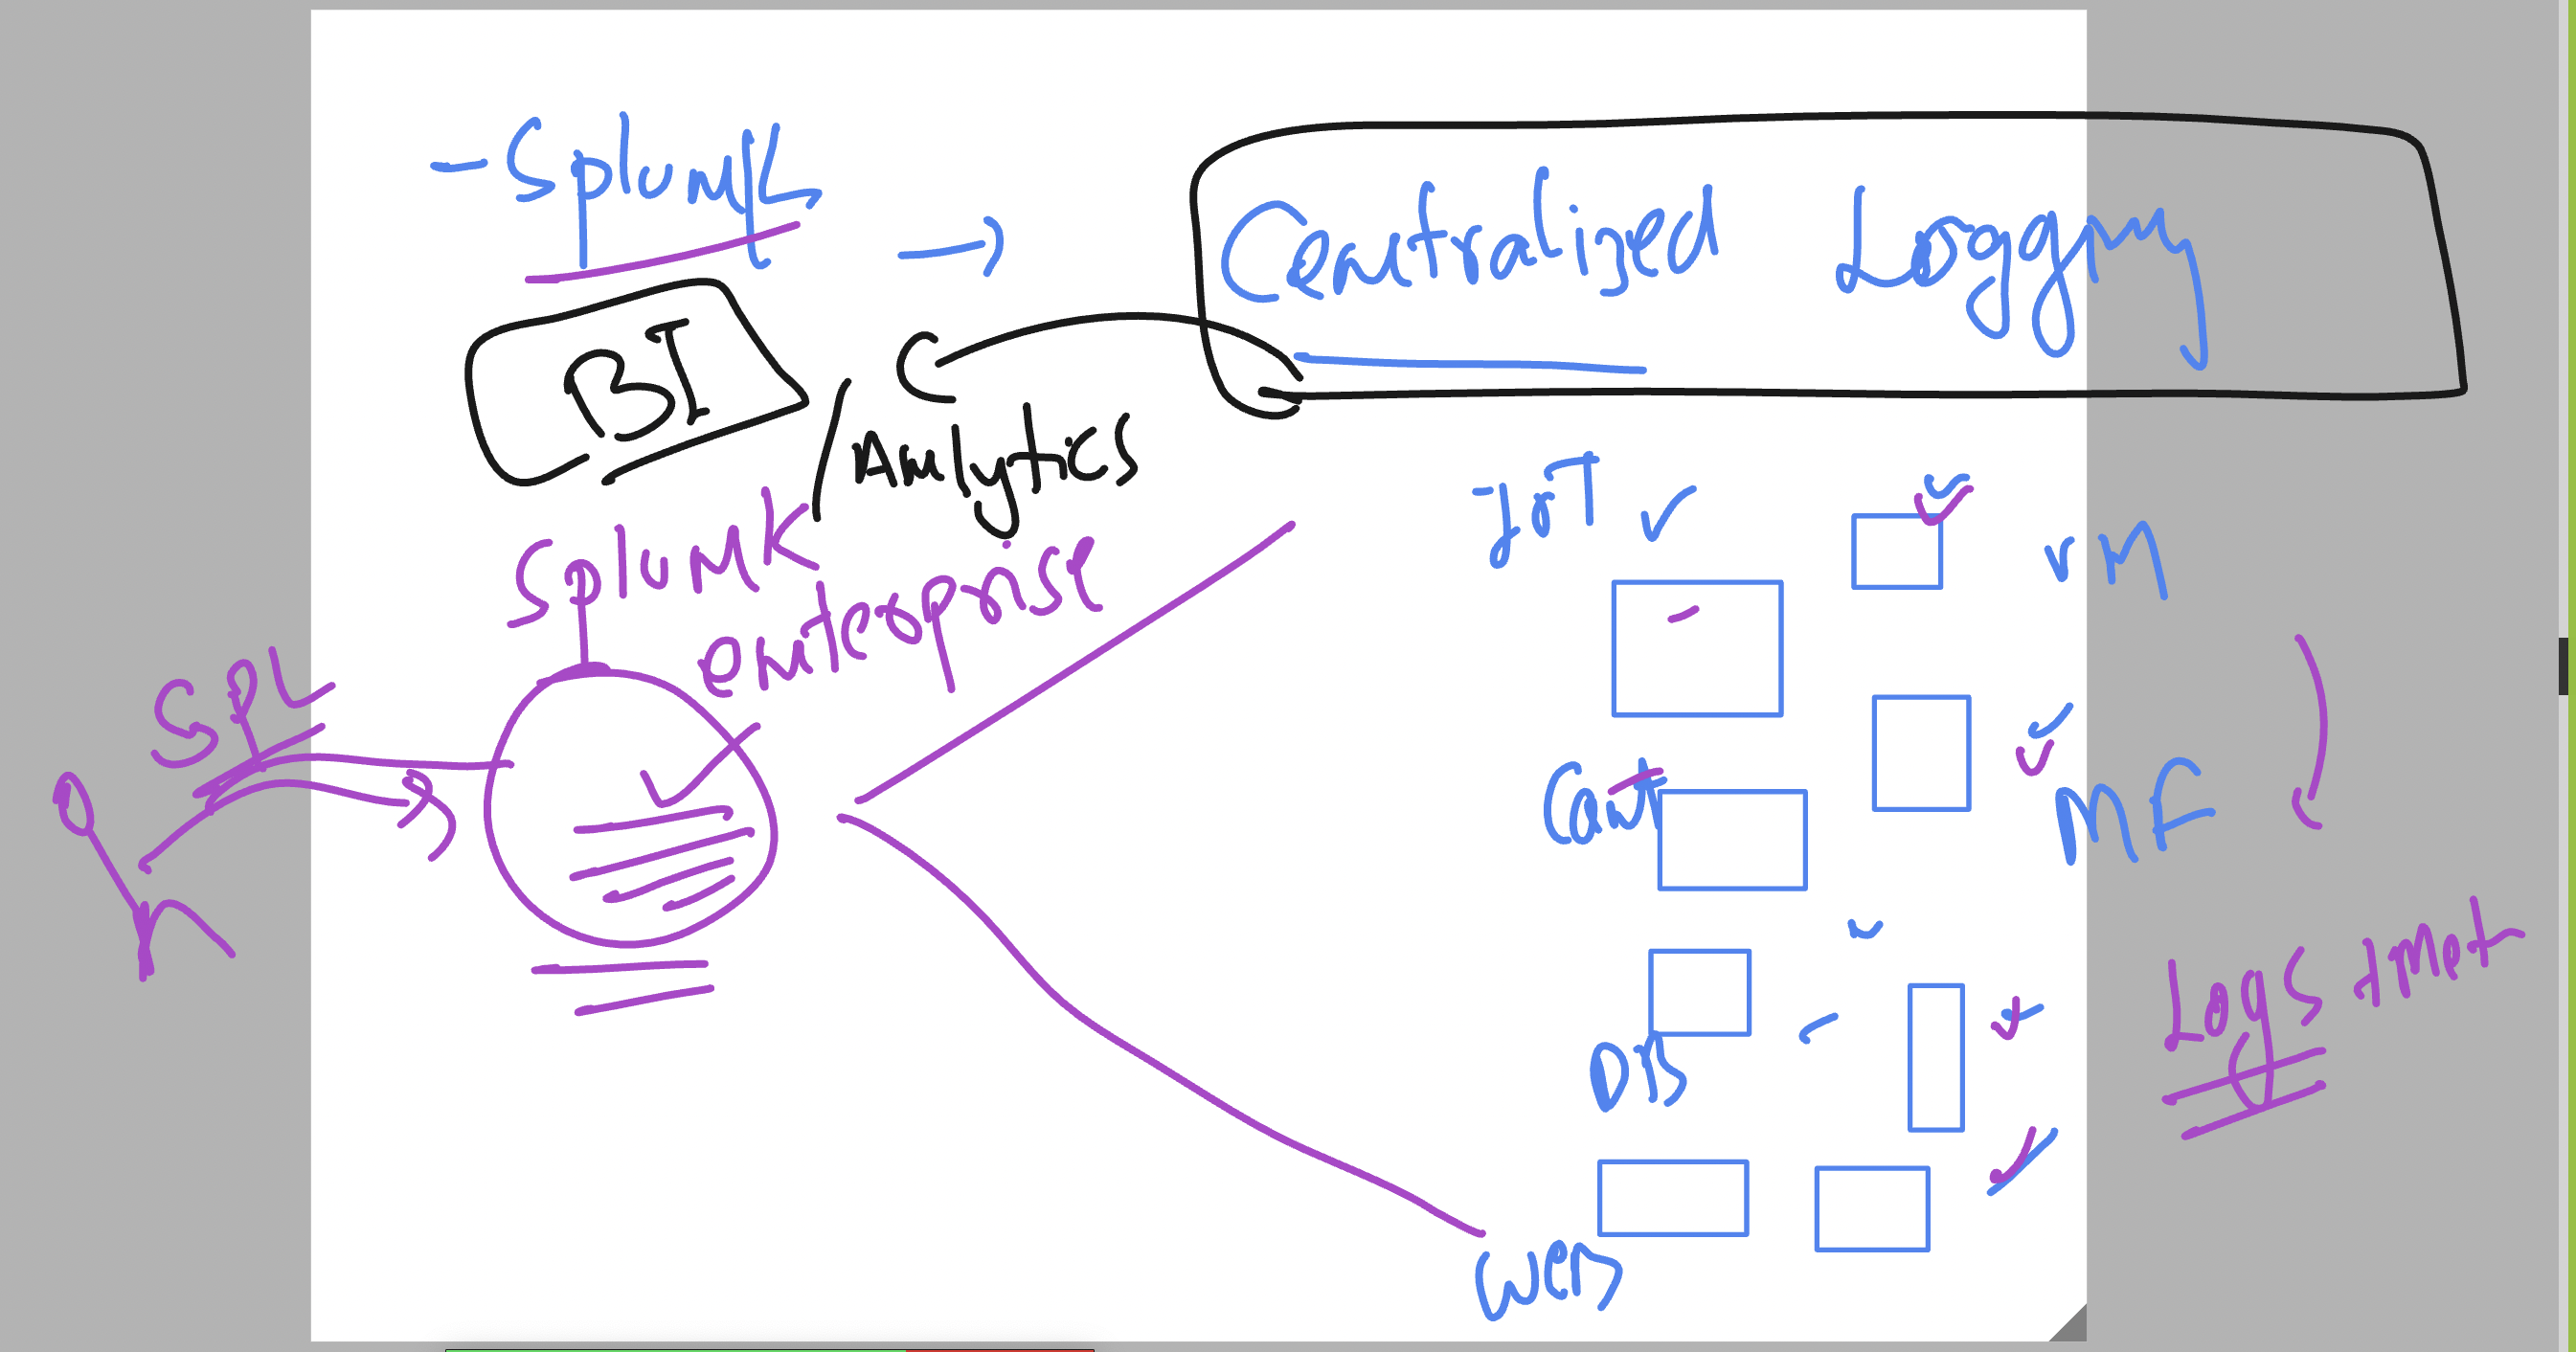 - Splunk
→ Centralized Logging
BI / Analytics
Splunk
enterprise
SPL
IOT
VM
Cont
MF
DB
Logs + Met
WEB